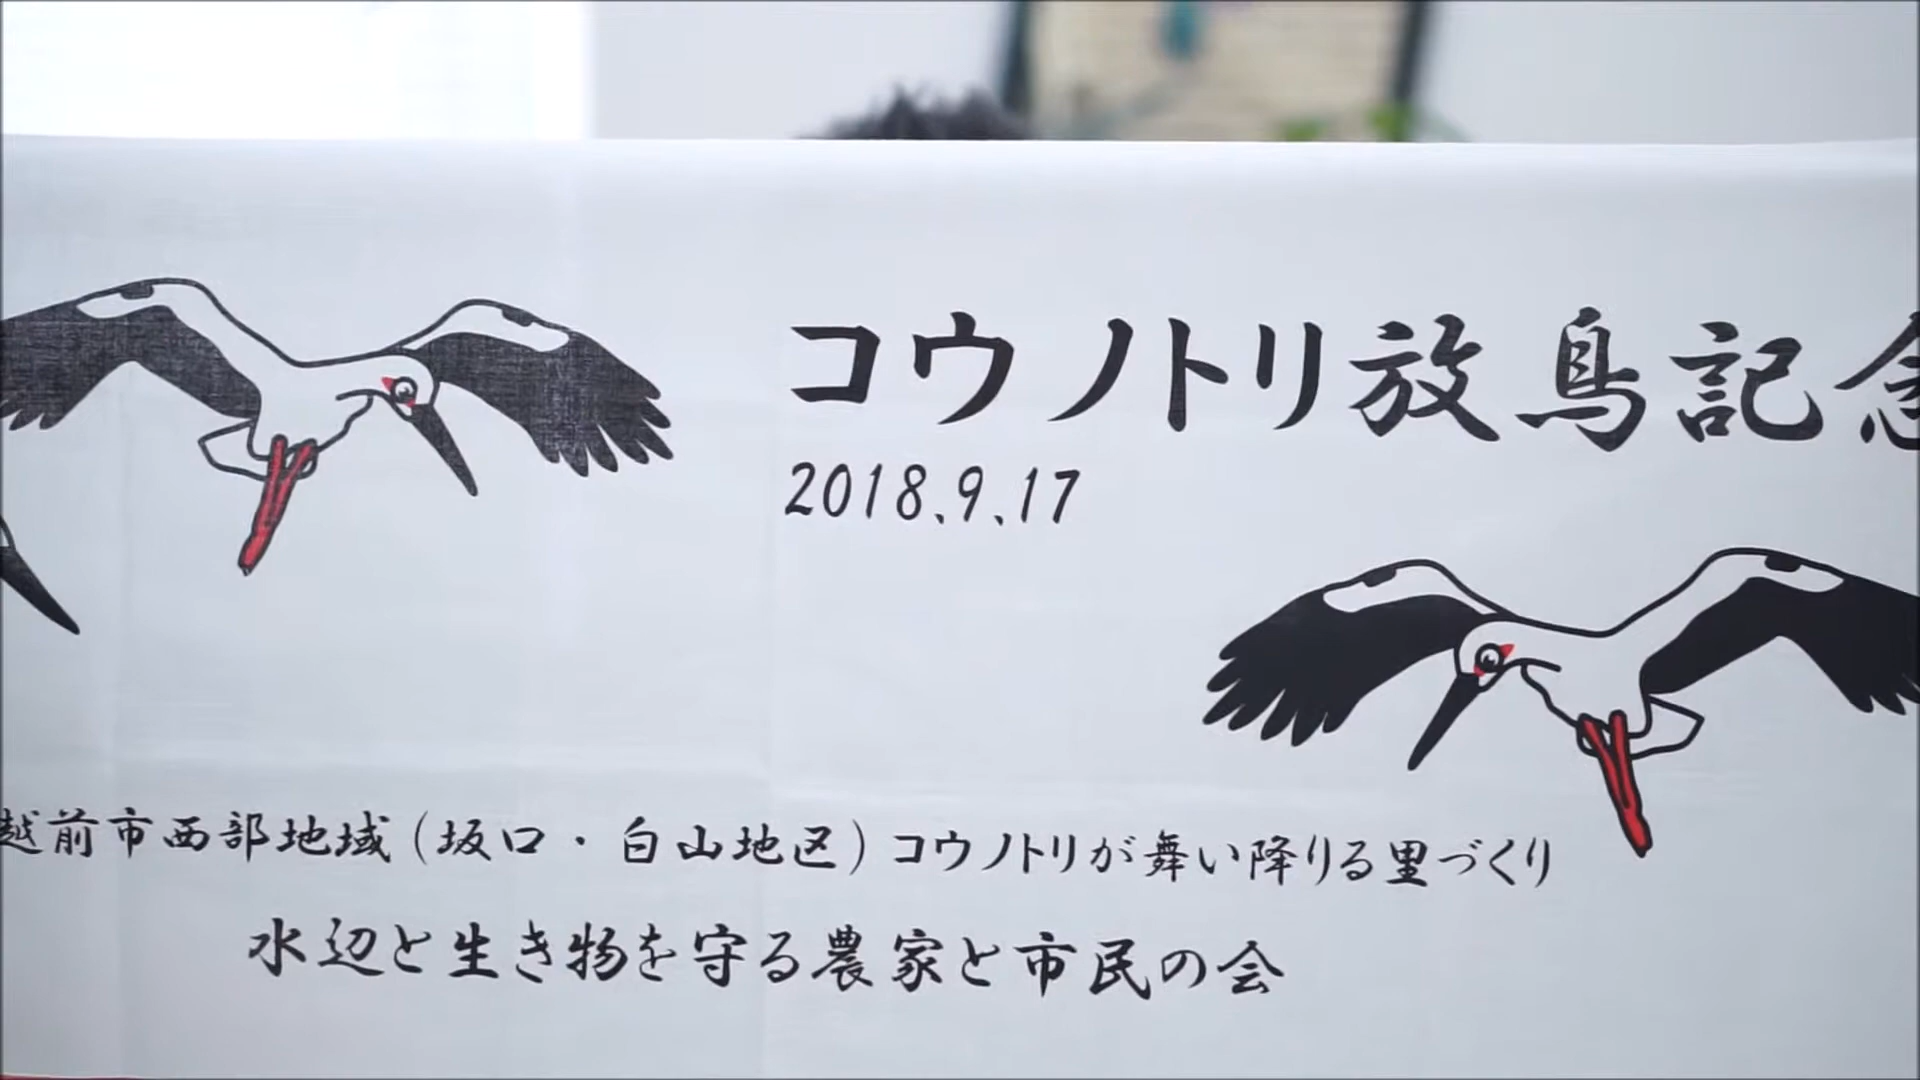 コウノトリ放鳥記念
2018.9.17
越前市西部地域（坂口・白山地区）コウノトリが舞い降りる里づくり
水辺と生き物を守る農家と市民の会